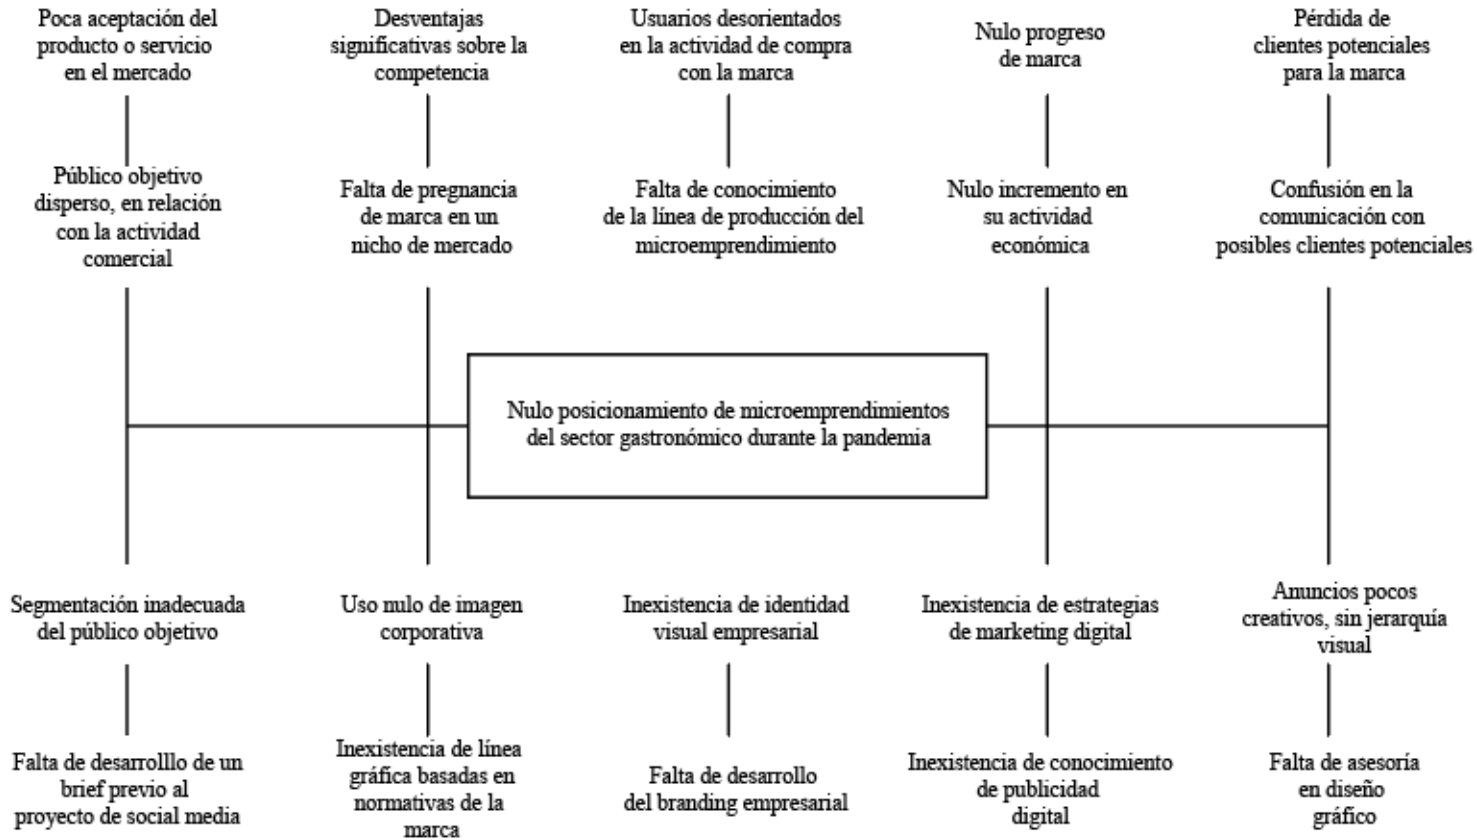 Poca aceptación del
producto o servicio
en el mercado
Desventajas
significativas sobre la
competencia
Usuarios desorientados
en la actividad de compra
con la marca
Nulo progreso
de marca
Pérdida de
clientes potenciales
para la marca
Público objetivo
disperso, en relación
con la actividad
comercial
Falta de pregnancia
de marca en un
nicho de mercado
Falta de conocimiento
de la línea de producción del
microemprendimiento
Nulo incremento en
su actividad
económica
Confusión en la
comunicación con
posibles clientes potenciales
Nulo posicionamiento de microemprendimientos
del sector gastronómico durante la pandemia
Segmentación inadecuada
del público objetivo
Uso nulo de imagen
corporativa
Inexistencia de identidad
visual empresarial
Inexistencia de estrategias
de marketing digital
Anuncios pocos
creativos, sin jerarquía
visual
Falta de desarrolllo de un
brief previo al
proyecto de social media
Inexistencia de línea
gráfica basadas en
normativas de la
marca
Falta de desarrollo
del branding empresarial
Inexistencia de conocimiento
de publicidad
digital
Falta de asesoría
en diseño
gráfico